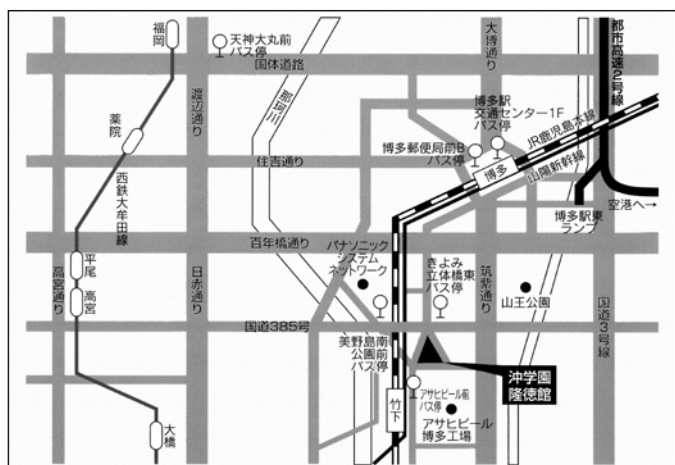 福岡
天神大丸前
バス停
国体道路
大博通り
都市高速2号線
渡辺通り
那珂川
博多駅
交通センター1F
バス停
JR鹿児島本線
薬院
博多郵便局前B
バス停
住吉通り
博多
山陽新幹線
西鉄大牟田線
空港へ→
博多駅東
ランプ
百年橋通り
パナソニック
システム
ネットワーク
きよみ
立体橋東
バス停
平尾
高宮
高宮通り
日赤通り
筑紫通り
山王公園
国道3号線
国道385号
美野島南
公園前
バス停
沖学園
隆徳館
竹下
アサヒビール前
バス停
アサヒビール
博多工場
大橋